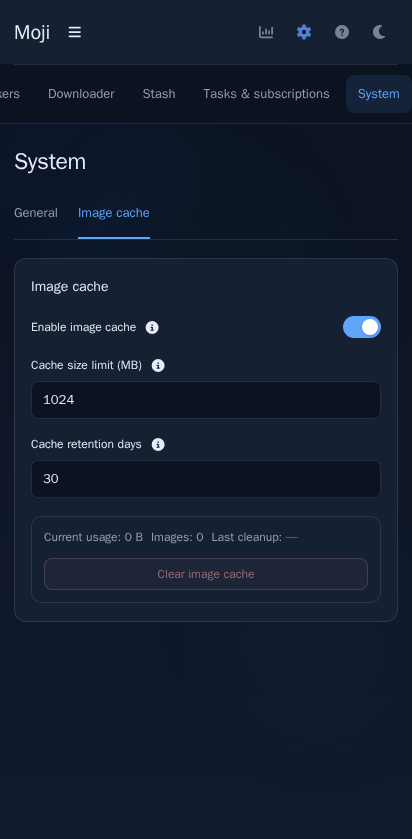 Moji
kers Downloader Stash Tasks & subscriptions System
System
General Image cache
Image cache
Enable image cache
Cache size limit (MB)
1024
Cache retention days
30
Current usage: 0 B Images: 0 Last cleanup: —
Clear image cache